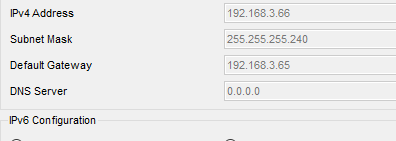 IPv4 Address 192.168.3.66
Subnet Mask 255.255.255.240
Default Gateway 192.168.3.65
DNS Server 0.0.0.0
IPv6 Configuration